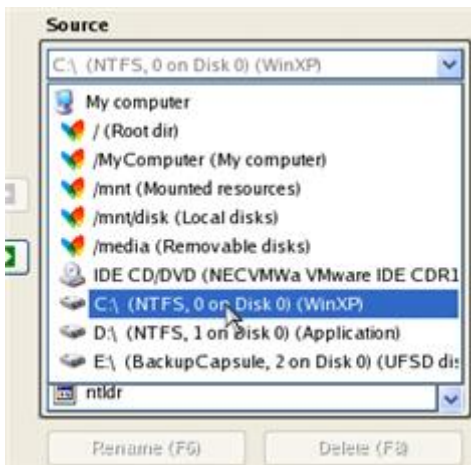 Source
C:\ (NTFS, 0 on Disk 0) (WinXP)
My computer
/ (Root dir)
/MyComputer (My computer)
/mnt (Mounted resources)
/mnt/disk (Local disks)
/media (Removable disks)
IDE CD/DVD (NECVMWa VMware IDE CDR1
C:\ (NTFS, 0 on Disk 0) (WinXP)
D:\ (NTFS, 1 on Disk 0) (Application)
E:\ (BackupCapsule, 2 on Disk 0) (UFSD dis
ntldr
Rename (F6) Delete (F8)